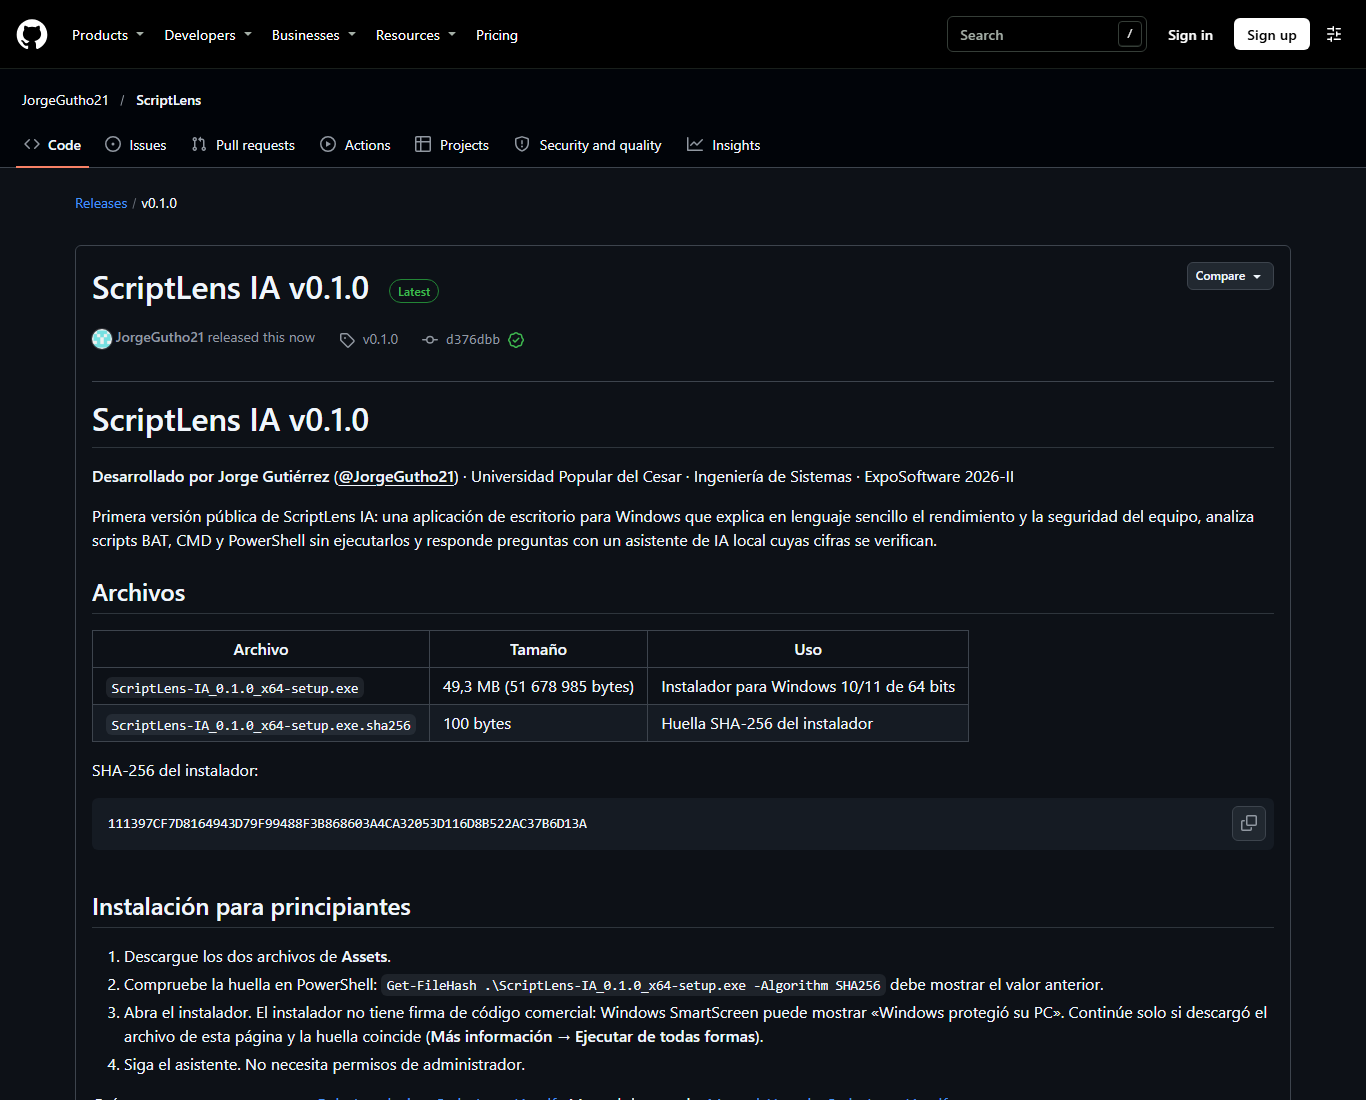 Products Developers Businesses Resources Pricing Search / Sign in Sign up
JorgeGutho21 / ScriptLens
Code Issues Pull requests Actions Projects Security and quality Insights
Releases / v0.1.0
ScriptLens IA v0.1.0 Latest Compare
JorgeGutho21 released this now v0.1.0 d376dbb
ScriptLens IA v0.1.0
Desarrollado por Jorge Gutiérrez (@JorgeGutho21) · Universidad Popular del Cesar · Ingeniería de Sistemas · ExpoSoftware 2026-II
Primera versión pública de ScriptLens IA: una aplicación de escritorio para Windows que explica en lenguaje sencillo el rendimiento y la seguridad del equipo, analiza
scripts BAT, CMD y PowerShell sin ejecutarlos y responde preguntas con un asistente de IA local cuyas cifras se verifican.
Archivos
Archivo Tamaño Uso
ScriptLens-IA_0.1.0_x64-setup.exe 49,3 MB (51 678 985 bytes) Instalador para Windows 10/11 de 64 bits
ScriptLens-IA_0.1.0_x64-setup.exe.sha256 100 bytes Huella SHA-256 del instalador
SHA-256 del instalador:
111397CF7D8164943D79F99488F3B868603A4CA32053D116D8B522AC37B6D13A
Instalación para principiantes
1. Descargue los dos archivos de Assets.
2. Compruebe la huella en PowerShell: Get-FileHash .\ScriptLens-IA_0.1.0_x64-setup.exe -Algorithm SHA256 debe mostrar el valor anterior.
3. Abra el instalador. El instalador no tiene firma de código comercial: Windows SmartScreen puede mostrar «Windows protegió su PC». Continúe solo si descargó el
archivo de esta página y la huella coincide (Más información → Ejecutar de todas formas).
4. Siga el asistente. No necesita permisos de administrador.